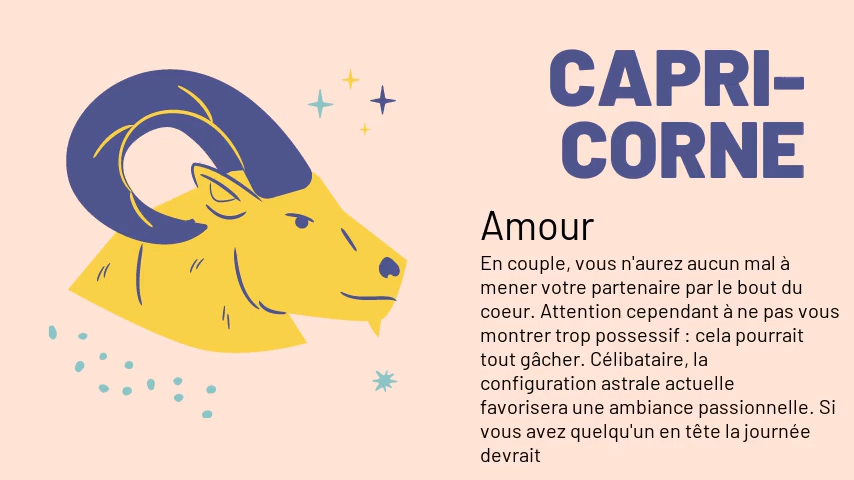 CAPRI-
CORNE
Amour
En couple, vous n'aurez aucun mal à
mener votre partenaire par le bout du
coeur. Attention cependant à ne pas vous
montrer trop possessif : cela pourrait
tout gâcher. Célibataire, la
configuration astrale actuelle
favorisera une ambiance passionnelle. Si
vous avez quelqu'un en tête la journée
devrait